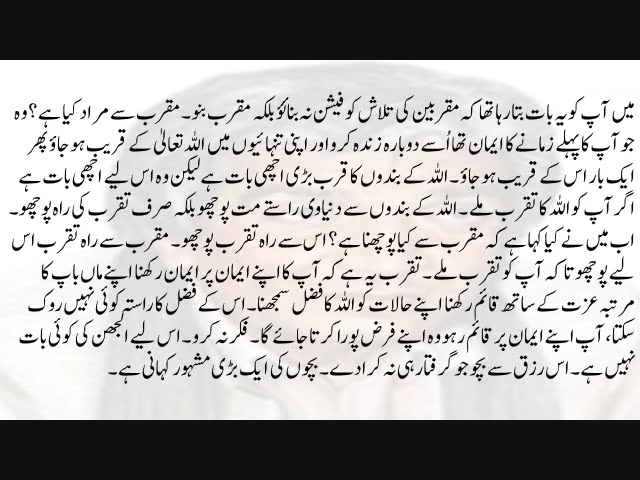 میں آپ کو یہ بات بتا رہا تھا کہ مقربین کی تلاش کو فیشن نہ بناؤ بلکہ مقرب بنو۔ مقرب سے مراد کیا ہے؟ وہ
جو آپ کا پہلے زمانے کا ایمان تھا اُسے دوبارہ زندہ کرو اور اپنی تنہائیوں میں اللہ تعالیٰ کے قریب ہو جاؤ پھر
ایک بار اس کے قریب ہو جاؤ۔ اللہ کے بندوں کا قرب بڑی اچھی بات ہے لیکن وہ اس لیے اچھی بات ہے
اگر آپ کو اللہ کا تقرب ملے۔ اللہ کے بندوں سے دنیاوی راستے مت پوچھو بلکہ صرف تقرب کی راہ پوچھو۔
اب میں نے کیا کہا ہے کہ مقرب سے کیا پوچھنا ہے؟ اس سے راہ تقرب پوچھو۔ مقرب سے راہ تقرب اس
لیے پوچھو تا کہ آپ کو تقرب ملے۔ تقرب یہ ہے کہ آپ کا اپنے ایمان پر ایمان رکھنا اپنے ماں باپ کا
مرتبہ عزت کے ساتھ قائم رکھنا اپنے حالات کو اللہ کا فضل سمجھنا۔ اس کے فضل کا راستہ کوئی نہیں روک
سکتا، آپ اپنے ایمان پر قائم رہو وہ اپنے فرض پورا کرتا جائے گا۔ فکر نہ کرو۔ اس لیے الجھن کی کوئی بات
نہیں ہے۔ اس رزق سے بچو جو گرفتار ہی نہ کرا دے۔ بچوں کی ایک بڑی مشہور کہانی ہے۔